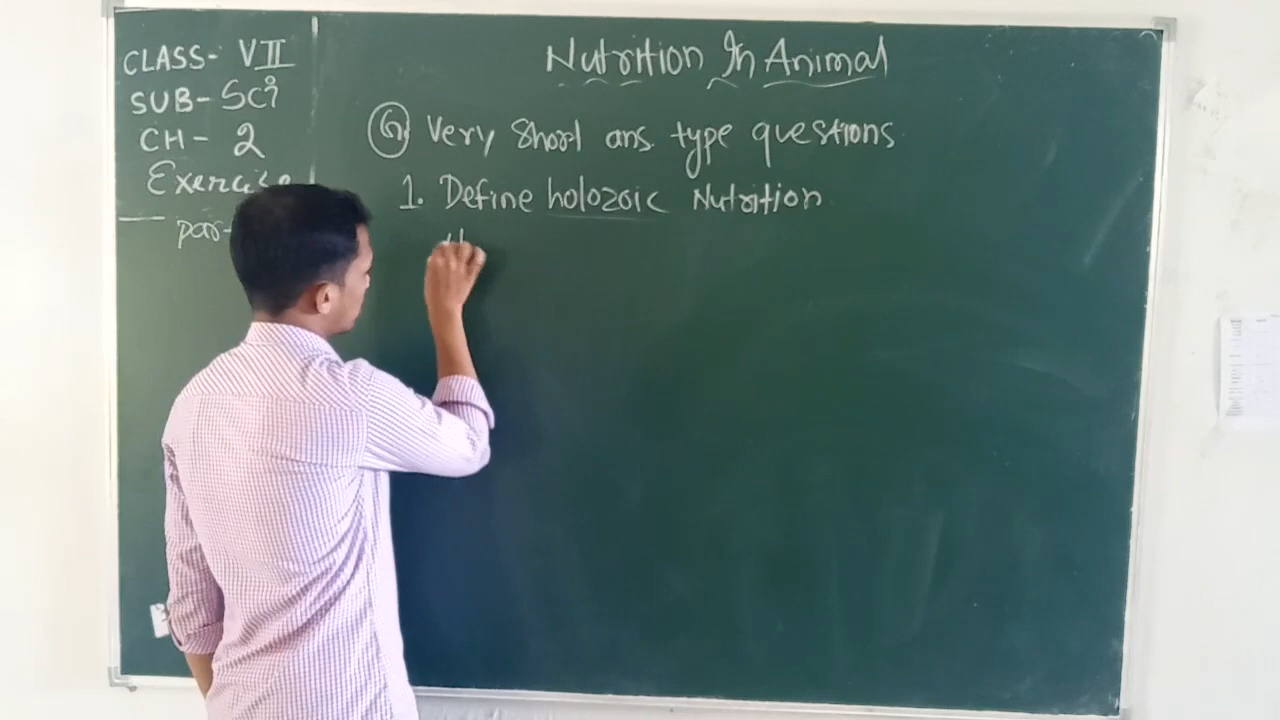 CLASS- VII
SUB- Sci
CH- 2
Exercise
Nutrition In Animal
Very Short ans. type questions
1. Define holozoic Nutrition